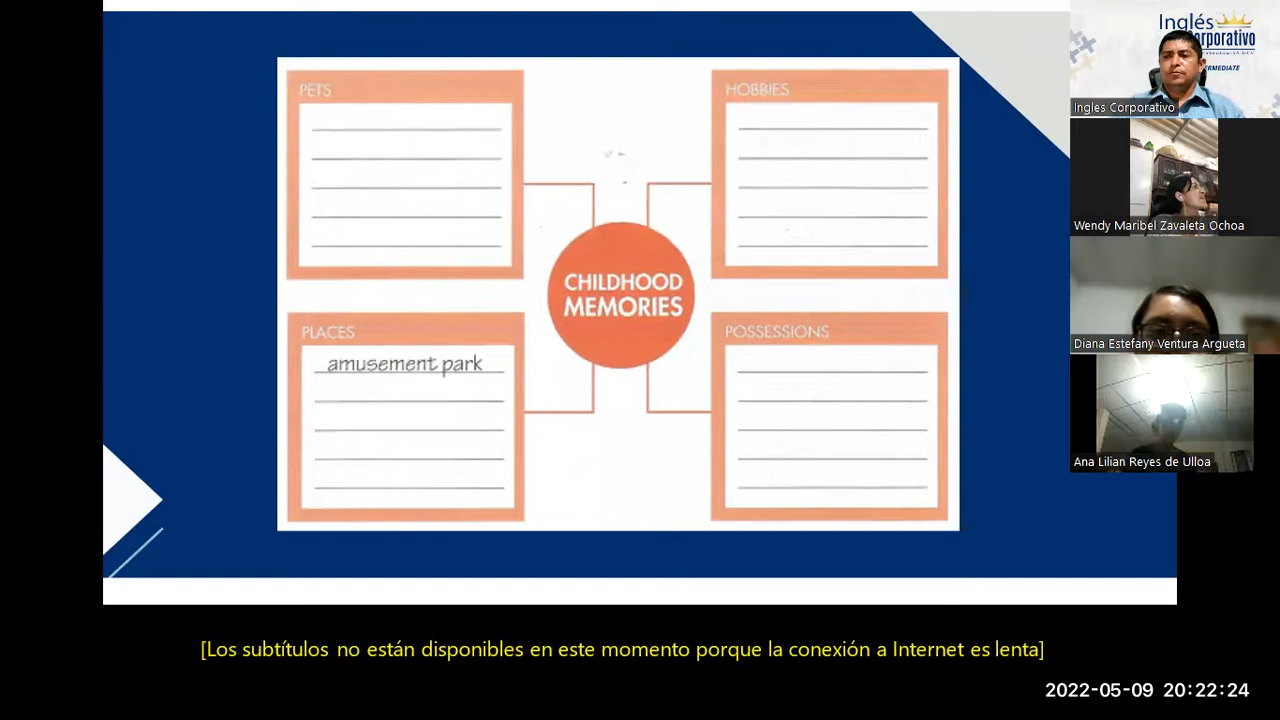 PETS
HOBBIES
CHILDHOOD
MEMORIES
PLACES
amusement park
POSSESSIONS
Inglés
Corporativo
Ingles Corporativo
Wendy Maribel Zavaleta Ochoa
Diana Estefany Ventura Argueta
Ana Lilian Reyes de Ulloa
[Los subtítulos no están disponibles en este momento porque la conexión a Internet es lenta]
2022-05-09 20:22:24